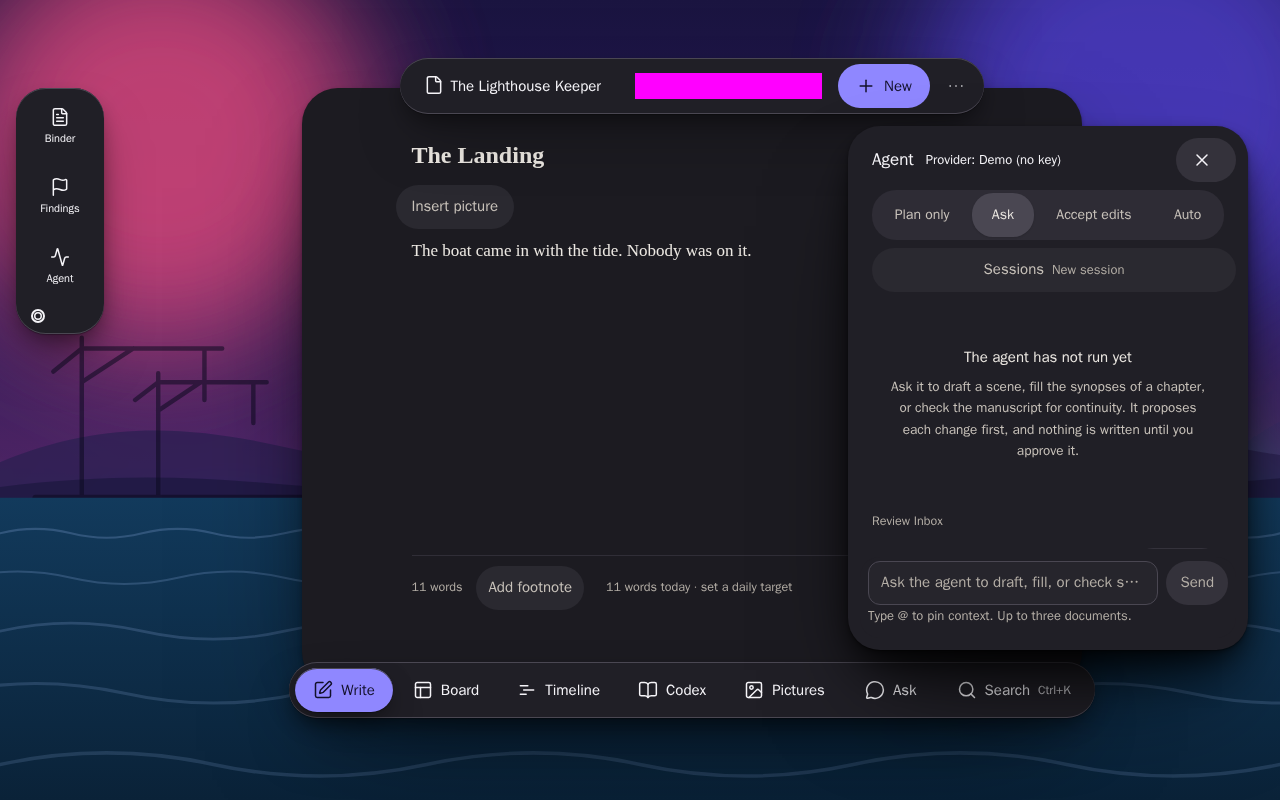 The Lighthouse Keeper
New
Binder
Findings
Agent
The Landing
Insert picture
The boat came in with the tide. Nobody was on it.
11 words
Add footnote
11 words today · set a daily target
Agent
Provider: Demo (no key)
Plan only
Ask
Accept edits
Auto
Sessions New session
The agent has not run yet
Ask it to draft a scene, fill the synopses of a chapter,
or check the manuscript for continuity. It proposes
each change first, and nothing is written until you
approve it.
Review Inbox
Ask the agent to draft, fill, or check s···
Send
Type @ to pin context. Up to three documents.
Write
Board
Timeline
Codex
Pictures
Ask
Search Ctrl+K